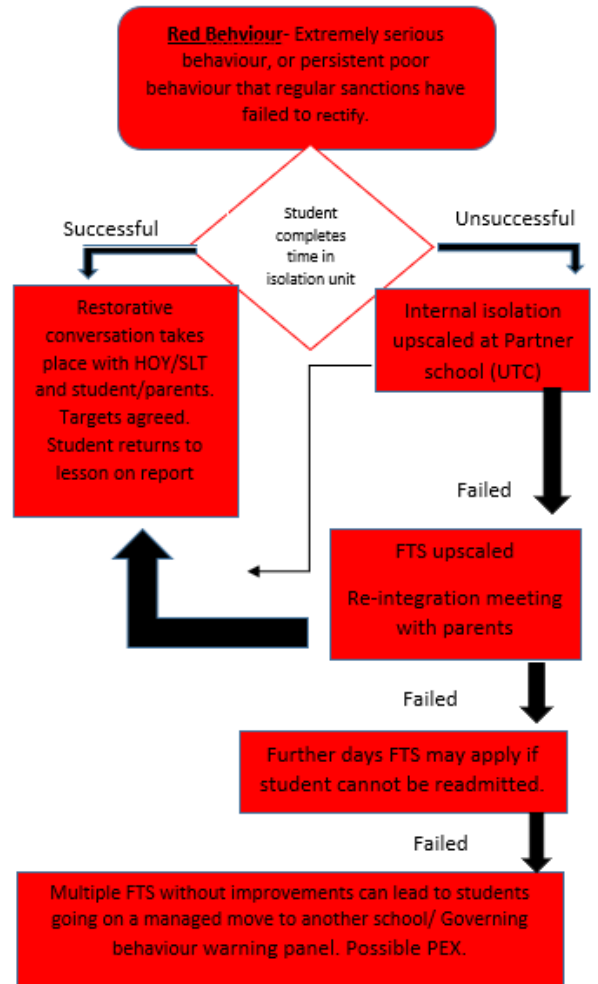 Red Behviour- Extremely serious
behaviour, or persistent poor
behaviour that regular sanctions have
failed to rectify.
Student
completes
time in
isolation unit
Successful
Unsuccessful
Restorative
conversation takes
place with HOY/SLT
and student/parents.
Targets agreed.
Student returns to
lesson on report
Internal isolation
upscaled at Partner
school (UTC)
Failed
FTS upscaled
Re-integration meeting
with parents
Failed
Further days FTS may apply if
student cannot be readmitted.
Failed
Multiple FTS without improvements can lead to students
going on a managed move to another school/ Governing
behaviour warning panel. Possible PEX.